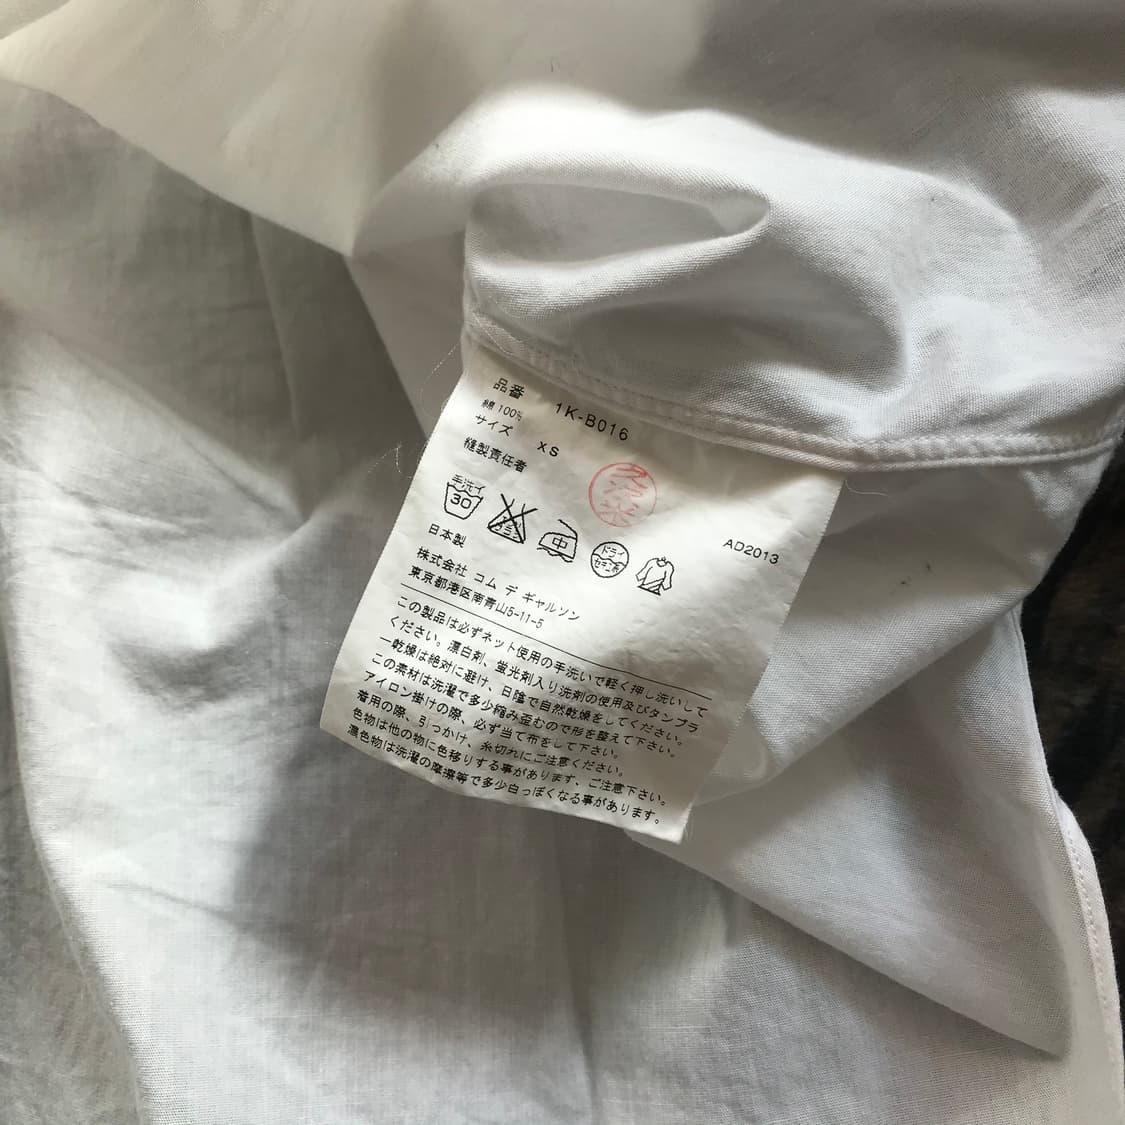 品番 1K-B016
綿 100%
サイズ XS
縫製責任者
手洗イ
30
中
ドライ
セキユ系
AD2013
日本製
株式会社 コム デ ギャルソン
東京都港区南青山5-11-5
この製品は必ずネット使用の手洗いで軽く押し洗いして
ください。漂白剤、蛍光剤入り洗剤の使用及びタンブラ
ー乾燥は絶対に避け、日陰で自然乾燥をしてください。
この素材は洗濯で多少縮み歪むので形を整えて下さい。
アイロン掛けの際、必ず当て布をして下さい。
着用の際、引っかけ、糸切れにご注意ください。
色物は他の物に色移りする事があります、ご注意下さい。
濃色物は洗濯の摩擦等で多少白っぽくなる事があります。